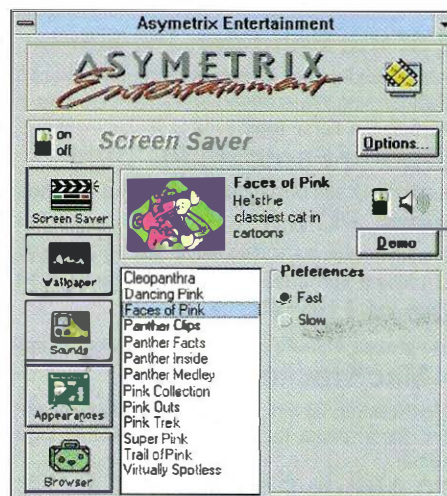 Asymetrix Entertainment
ASYMETRIX
Entertainment
on
off
Screen Saver
Options...
Screen Saver
Faces of Pink
He'sthe
classiest cat in
cartoons
Demo
Wallpaper
Sounds
Appearances
Browser
Cleopanthra
Dancing Pink
Faces of Pink
Panther Clips
Panther Facts
Panther Inside
Panther Medley
Pink Collection
Pink Outs
Pink Trek
Super Pink
Trail of Pink
Virtually Spotless
Preferences
Fast
Slow